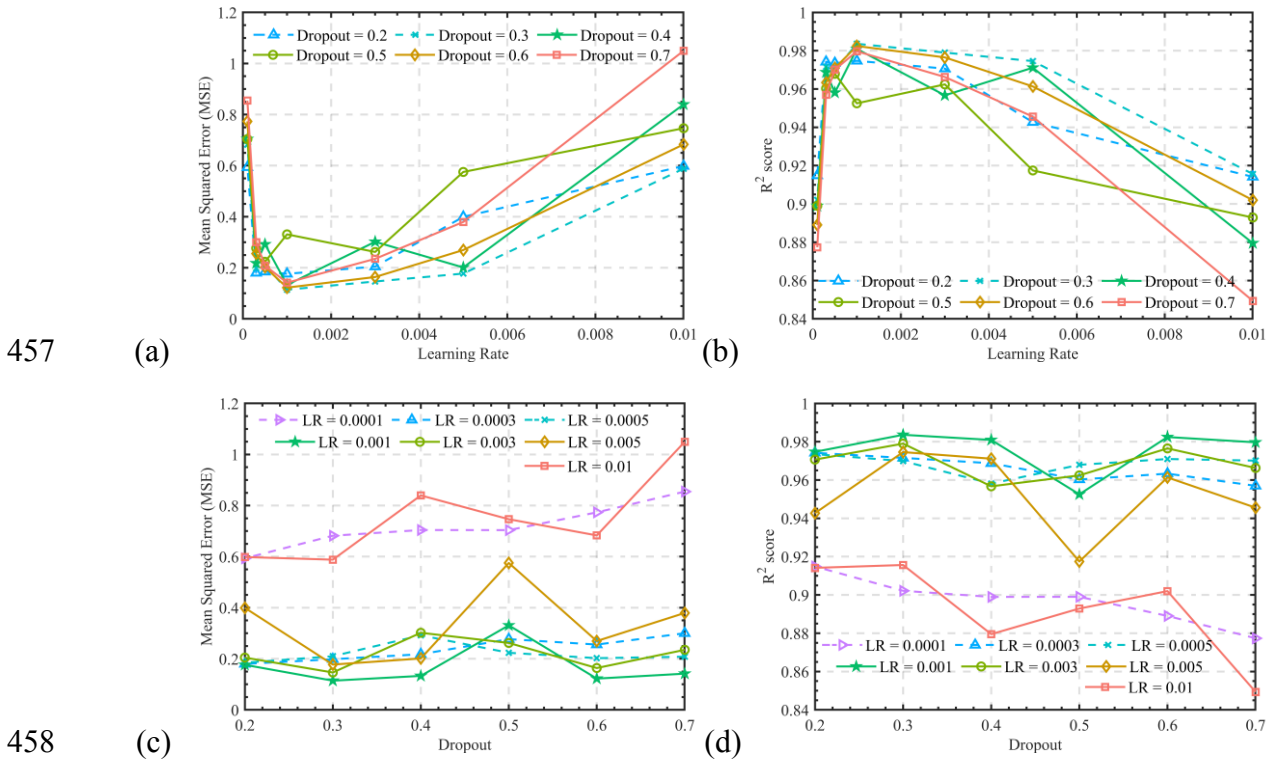 1.2
1
0.8
0.6
0.4
0.2
0
Mean Squared Error (MSE)
Dropout = 0.2 Dropout = 0.3 Dropout = 0.4
Dropout = 0.5 Dropout = 0.6 Dropout = 0.7
0 0.002 0.004 0.006 0.008 0.01
Learning Rate
457 (a)
1
0.98
0.96
0.94
0.92
0.9
0.88
0.86
0.84
R² score
Dropout = 0.2 Dropout = 0.3 Dropout = 0.4
Dropout = 0.5 Dropout = 0.6 Dropout = 0.7
0 0.002 0.004 0.006 0.008 0.01
Learning Rate
(b)
1.2
1
0.8
0.6
0.4
0.2
0
Mean Squared Error (MSE)
LR = 0.0001 LR = 0.0003 LR = 0.0005
LR = 0.001 LR = 0.003 LR = 0.005
LR = 0.01
0.2 0.3 0.4 0.5 0.6 0.7
Dropout
458 (c)
1
0.98
0.96
0.94
0.92
0.9
0.88
0.86
0.84
R² score
LR = 0.0001 LR = 0.0003 LR = 0.0005
LR = 0.001 LR = 0.003 LR = 0.005
LR = 0.01
0.2 0.3 0.4 0.5 0.6 0.7
Dropout
(d)